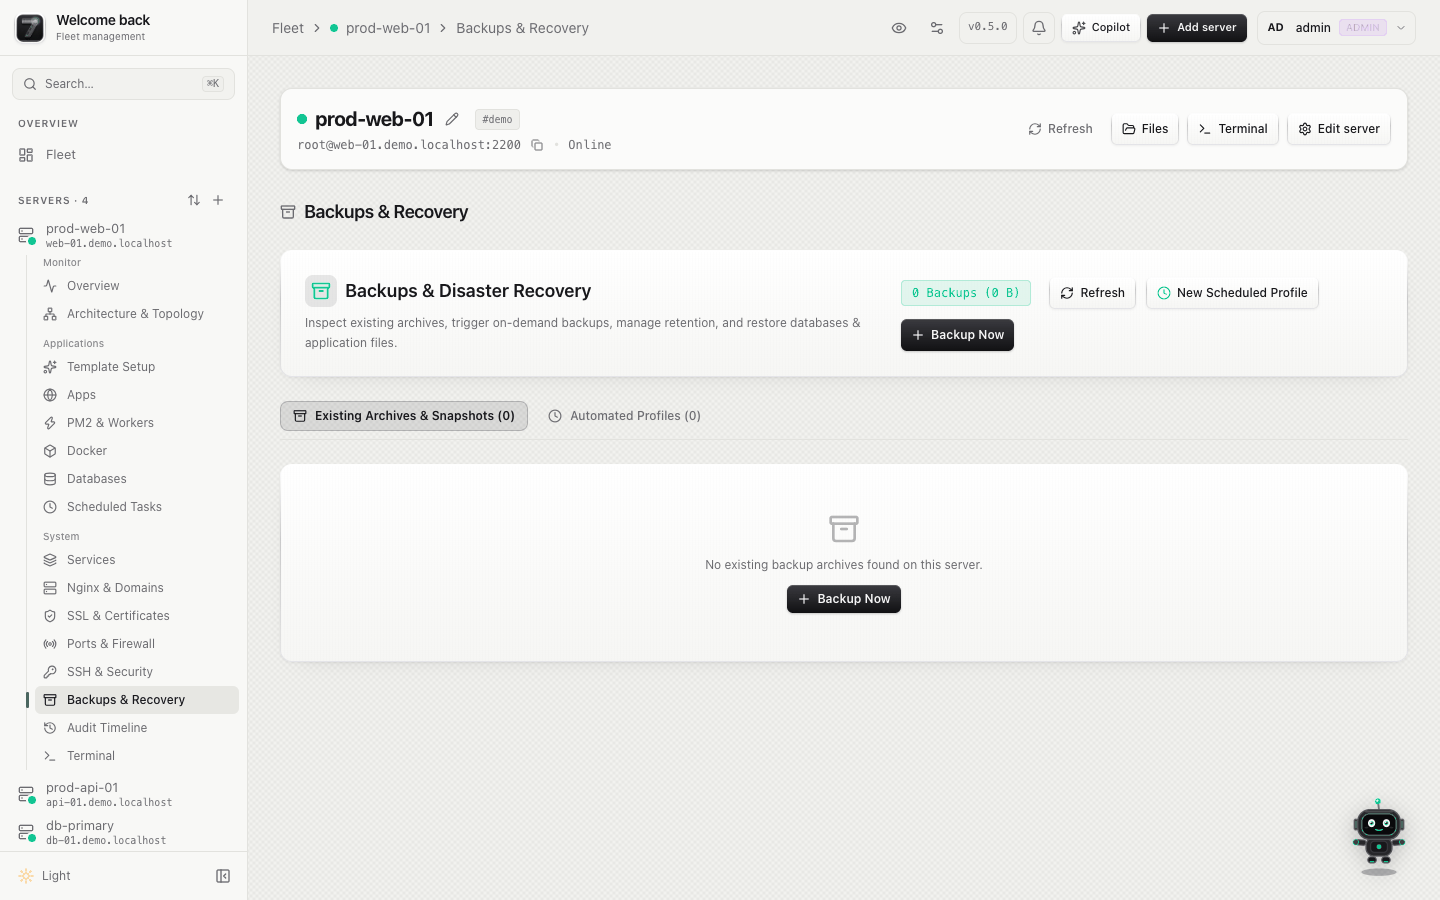 Welcome back
Fleet management
Search...
⌘K
OVERVIEW
Fleet
SERVERS · 4
prod-web-01
web-01.demo.localhost
Monitor
Overview
Architecture & Topology
Applications
Template Setup
Apps
PM2 & Workers
Docker
Databases
Scheduled Tasks
System
Services
Nginx & Domains
SSL & Certificates
Ports & Firewall
SSH & Security
Backups & Recovery
Audit Timeline
Terminal
prod-api-01
api-01.demo.localhost
db-primary
db-01.demo.localhost
Light
Fleet > prod-web-01 > Backups & Recovery
v0.5.0
Copilot
+ Add server
AD admin ADMIN
prod-web-01 #demo
root@web-01.demo.localhost:2200 • Online
Refresh Files Terminal Edit server
Backups & Recovery
Backups & Disaster Recovery
Inspect existing archives, trigger on-demand backups, manage retention, and restore databases &
application files.
0 Backups (0 B) Refresh New Scheduled Profile
+ Backup Now
Existing Archives & Snapshots (0) Automated Profiles (0)
No existing backup archives found on this server.
+ Backup Now